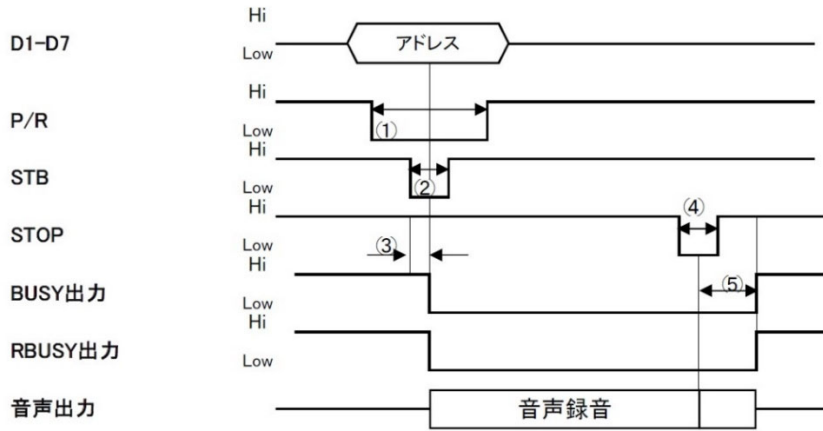 D1-D7
Hi
Low
アドレス
P/R
Hi
Low
①
STB
Hi
Low
②
STOP
Hi
Low
③
④
BUSY出力
Hi
Low
⑤
RBUSY出力
Hi
Low
音声出力
音声録音